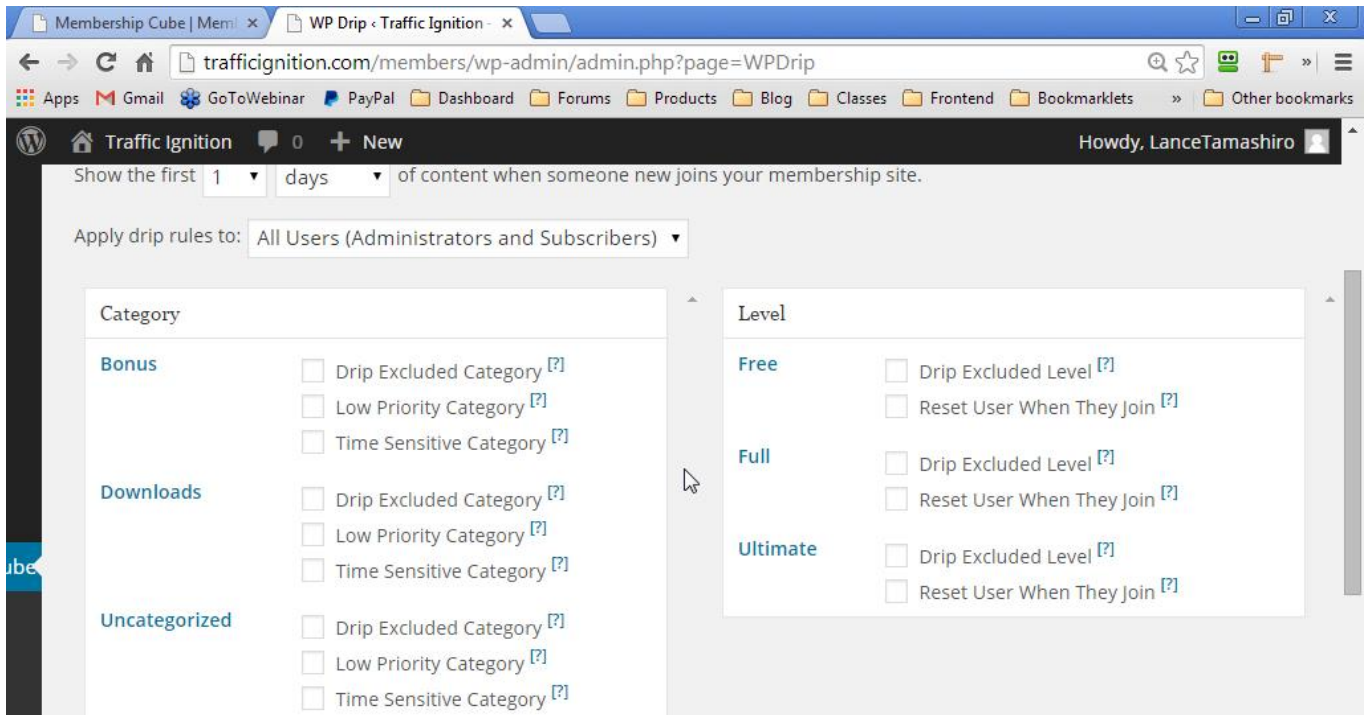 Membership Cube | Mem
WP Drip ‹ Traffic Ignition -
trafficignition.com/members/wp-admin/admin.php?page=WPDrip
Apps Gmail GoToWebinar PayPal Dashboard Forums Products Blog Classes Frontend Bookmarklets » Other bookmarks
Traffic Ignition 0 + New Howdy, LanceTamashiro
Show the first 1 days of content when someone new joins your membership site.
Apply drip rules to: All Users (Administrators and Subscribers)
Category
Bonus
Drip Excluded Category [?]
Low Priority Category [?]
Time Sensitive Category [?]
Downloads
Drip Excluded Category [?]
Low Priority Category [?]
Time Sensitive Category [?]
Uncategorized
Drip Excluded Category [?]
Low Priority Category [?]
Time Sensitive Category [?]
Level
Free
Drip Excluded Level [?]
Reset User When They Join [?]
Full
Drip Excluded Level [?]
Reset User When They Join [?]
Ultimate
Drip Excluded Level [?]
Reset User When They Join [?]
ube